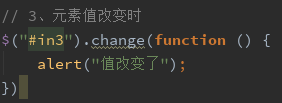 // 3、元素值改变时
$("#in3").change(function () {
alert("值改变了");
})